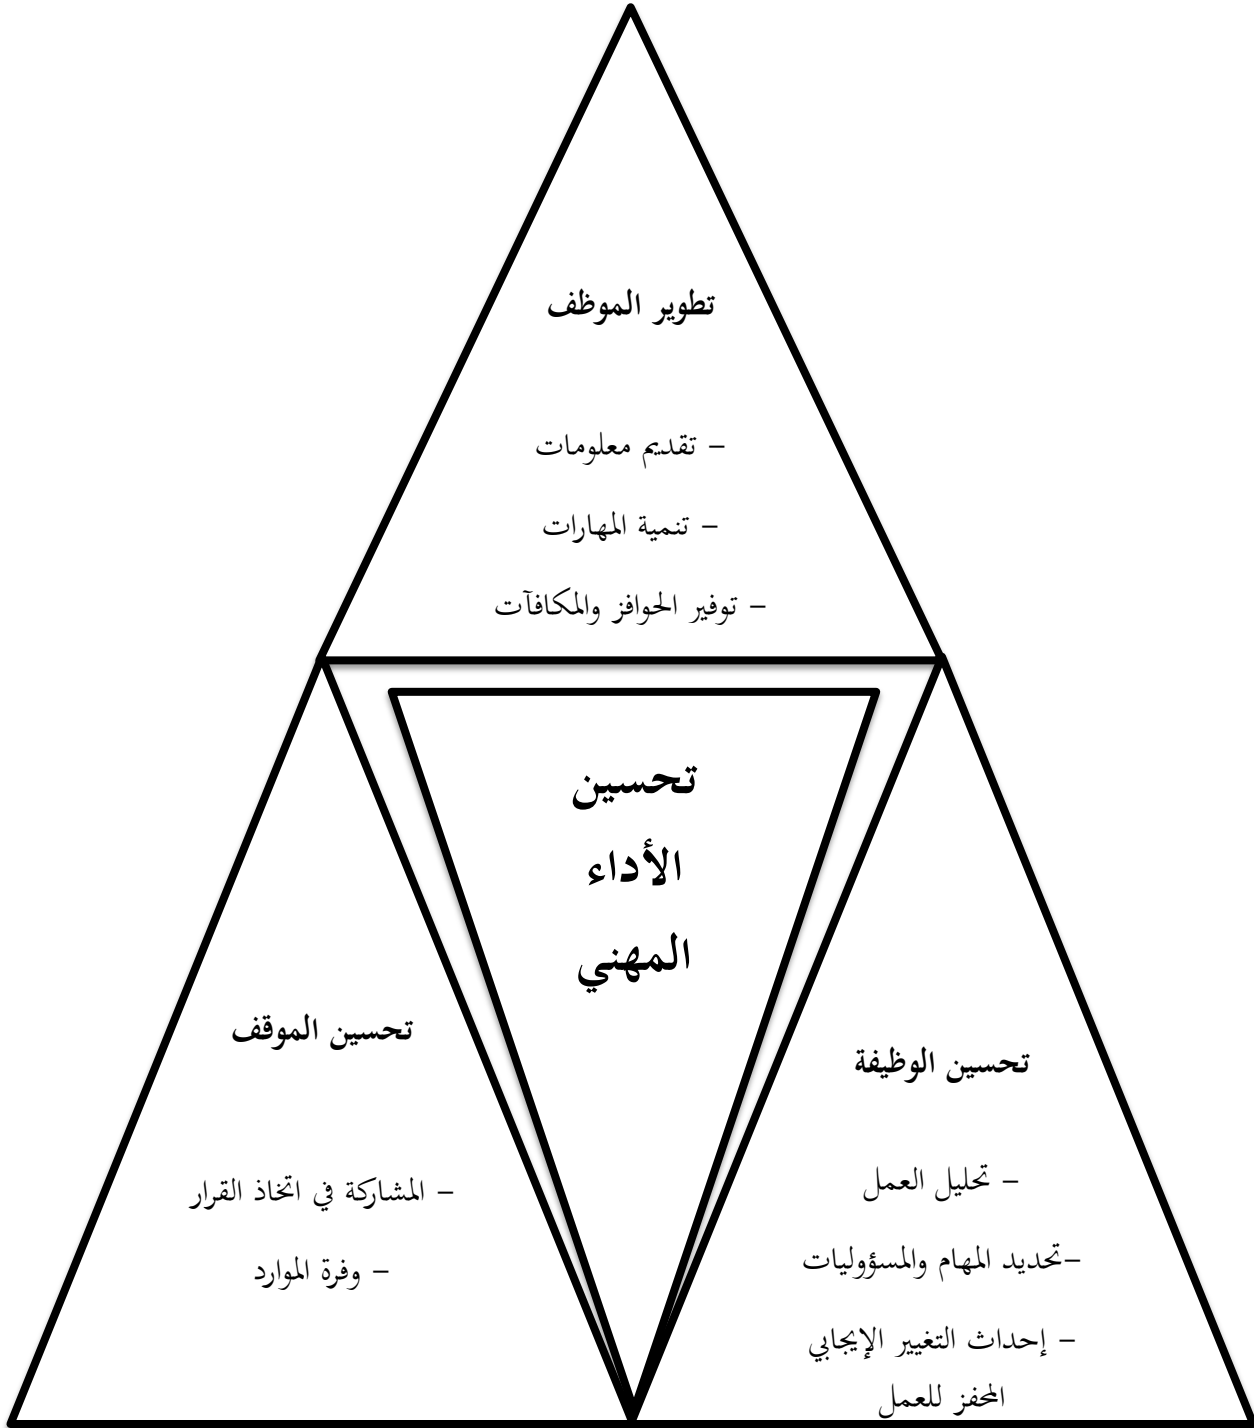 تطوير الموظف
- تقديم معلومات
- تنمية المهارات
- توفير الحوافز والمكافآت
تحسين
الأداء
المهني
تحسين الوظيفة
- تحليل العمل
-تحديد المهام والمسؤوليات
- إحداث التغيير الإيجابي
المحفز للعمل
تحسين الموقف
- المشاركة في اتخاذ القرار
- وفرة الموارد